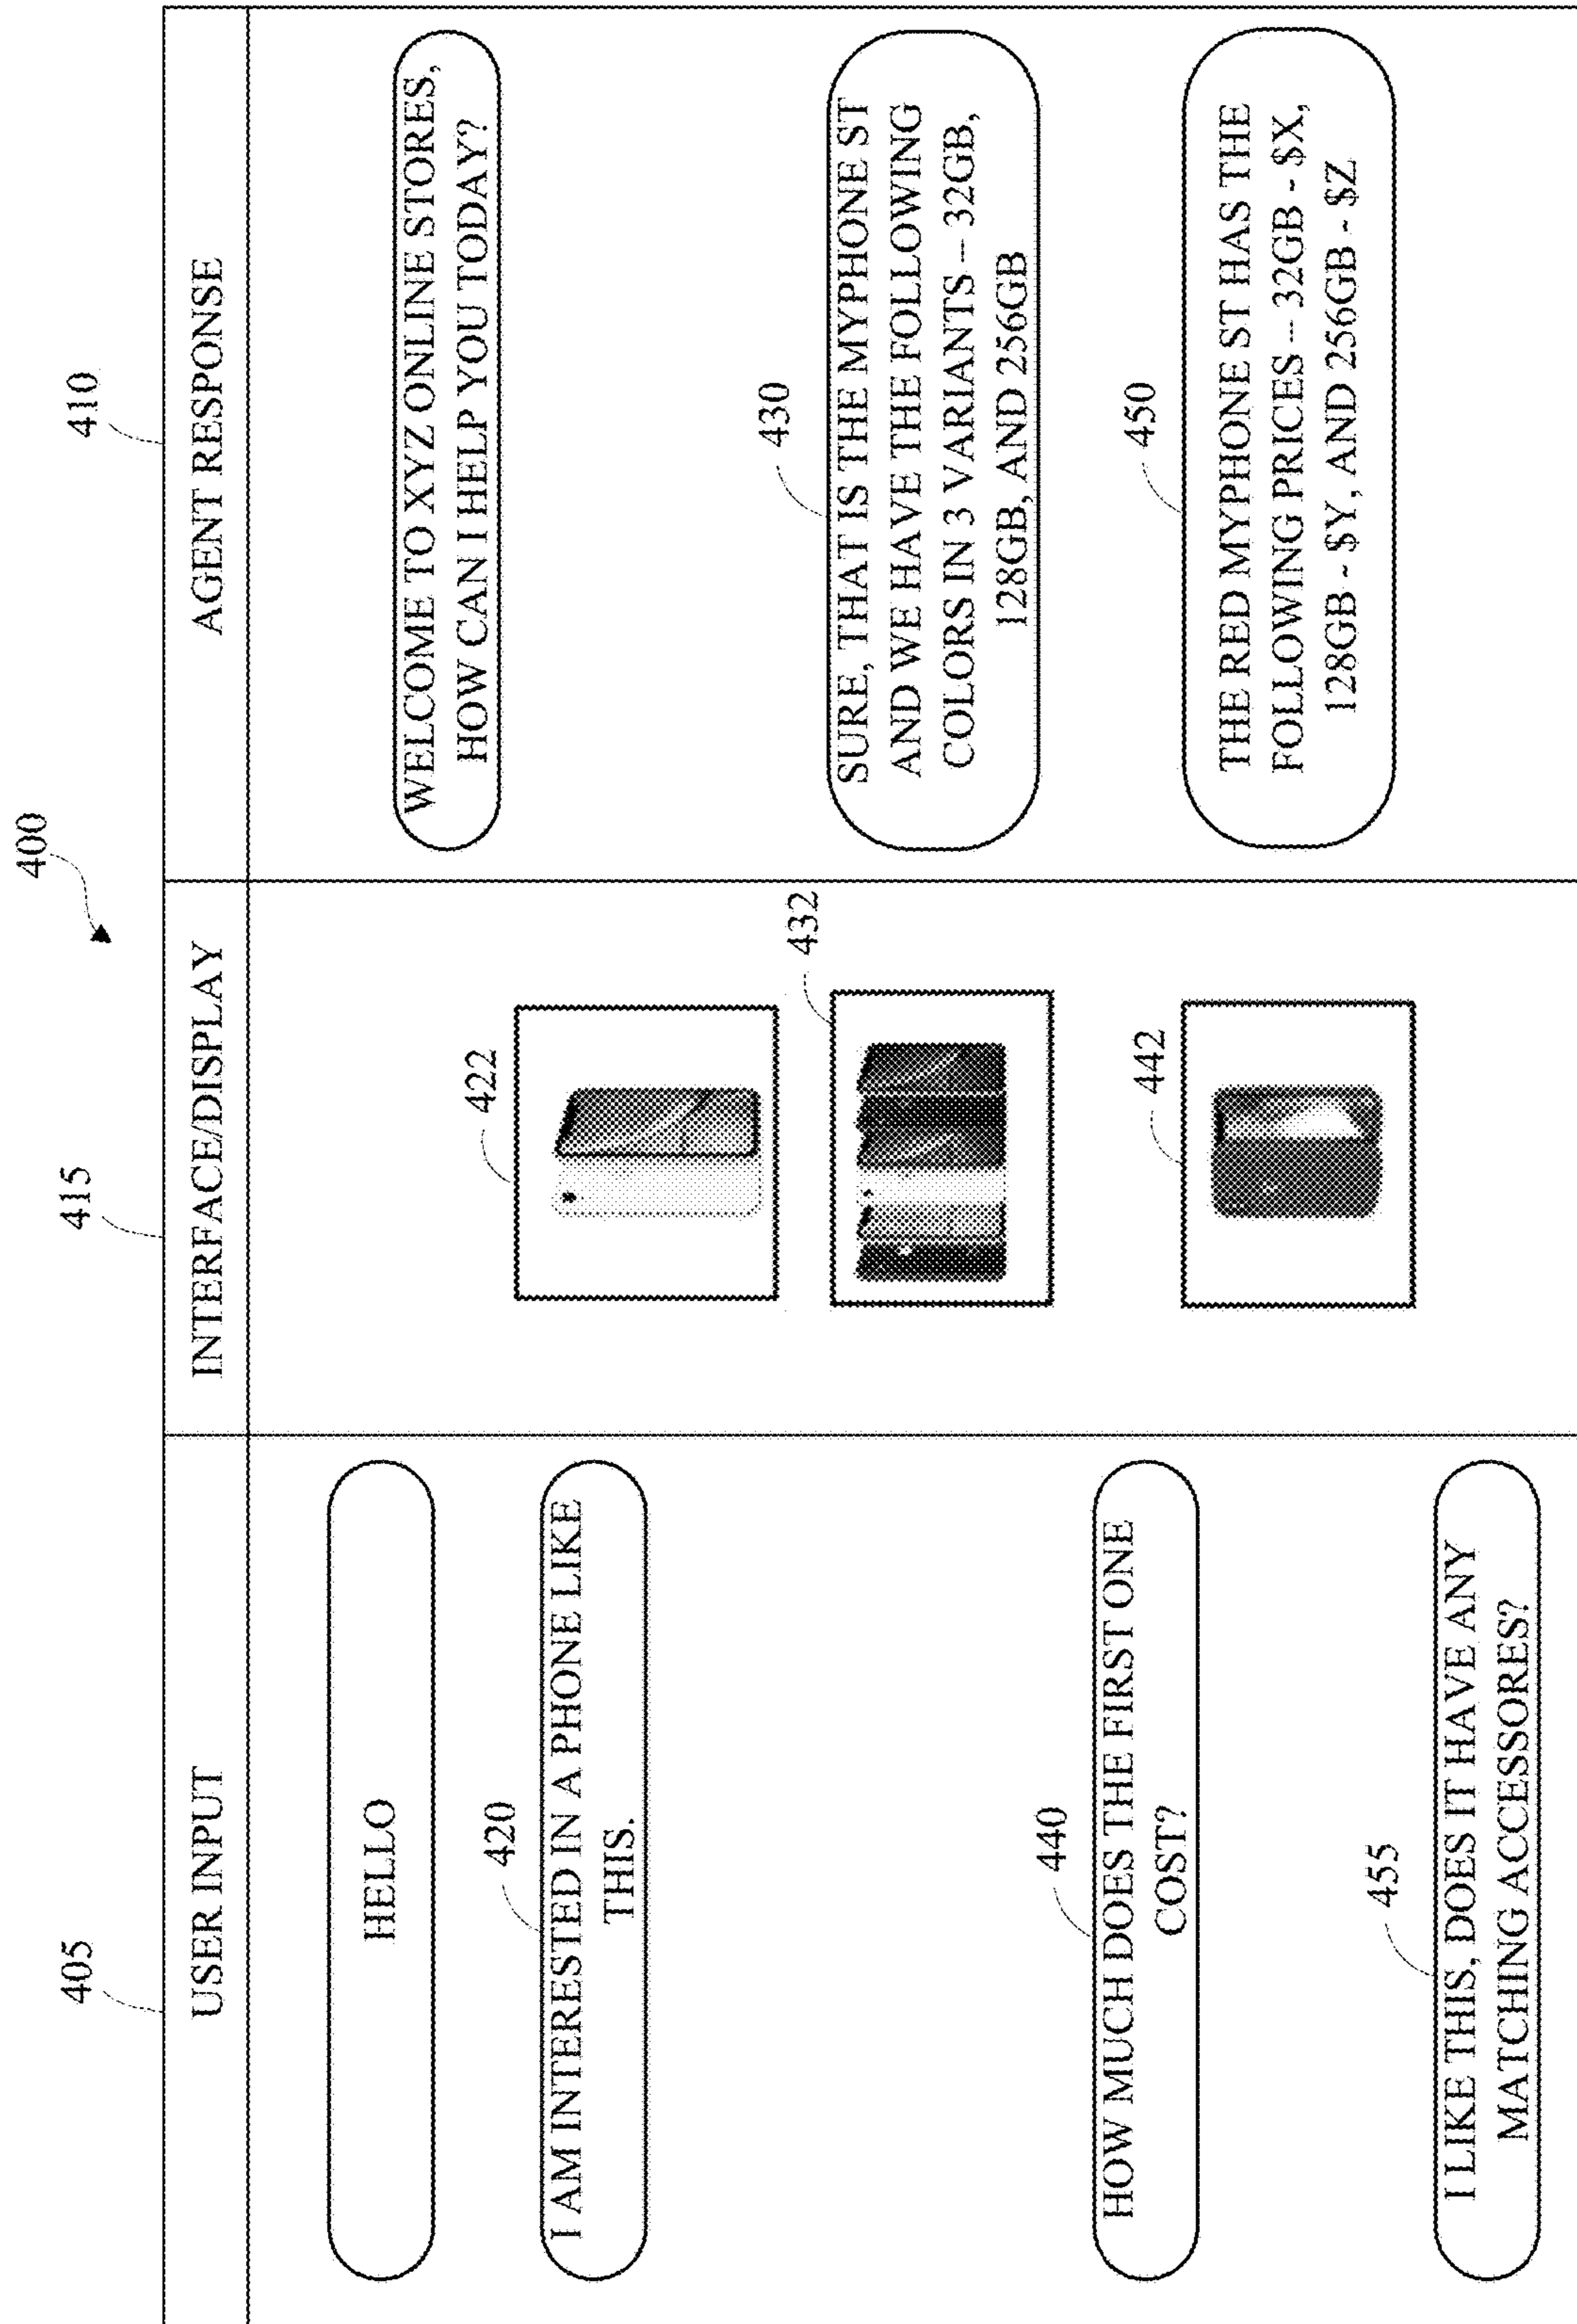 400
405
415
410
USER INPUT
INTERFACE/DISPLAY
AGENT RESPONSE
HELLO
WELCOME TO XYZ ONLINE STORES,
HOW CAN I HELP YOU TODAY?
420
I AM INTERESTED IN A PHONE LIKE
THIS.
422
432
430
SURE, THAT IS THE MYPHONE ST
AND WE HAVE THE FOLLOWING
COLORS IN 3 VARIANTS – 32GB,
128GB, AND 256GB
440
HOW MUCH DOES THE FIRST ONE
COST?
442
450
THE RED MYPHONE ST HAS THE
FOLLOWING PRICES – 32GB - $X,
128GB - $Y, AND 256GB - $Z
455
I LIKE THIS, DOES IT HAVE ANY
MATCHING ACCESSORES?